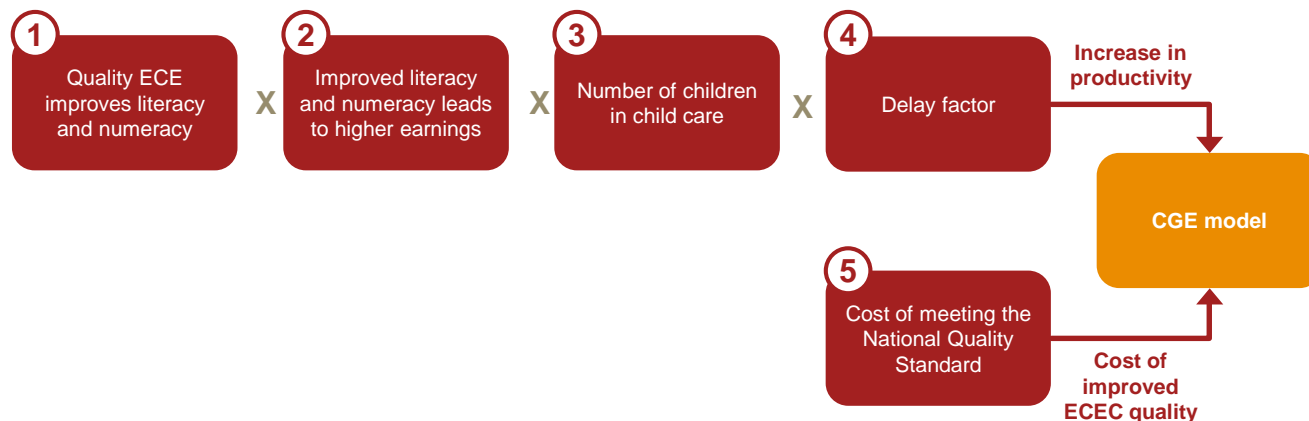 1
Quality ECE
improves literacy
and numeracy
X
2
Improved literacy
and numeracy leads
to higher earnings
X
3
Number of children
in child care
X
4
Delay factor
Increase in
productivity
CGE model
5
Cost of meeting the
National Quality
Standard
Cost of
improved
ECEC quality